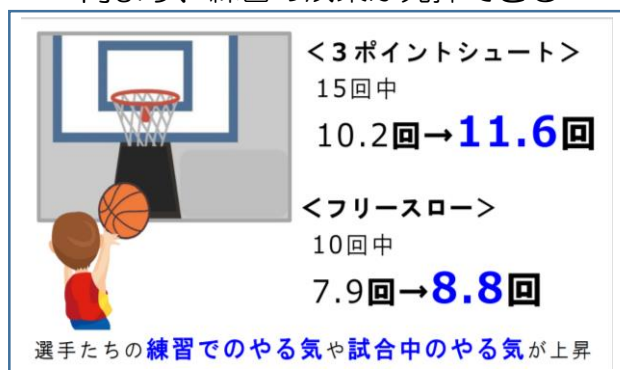 ＜３ポイントシュート＞
15回中
10.2回→11.6回
＜フリースロー＞
10回中
7.9回→8.8回
選手たちの練習でのやる気や試合中のやる気が上昇